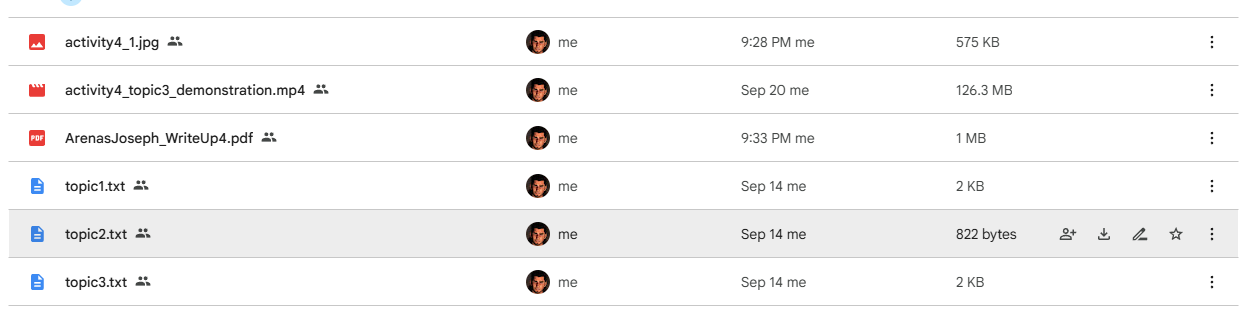 activity4_1.jpg me 9:28 PM me 575 KB
activity4_topic3_demonstration.mp4 me Sep 20 me 126.3 MB
PDF ArenasJoseph_WriteUp4.pdf me 9:33 PM me 1 MB
topic1.txt me Sep 14 me 2 KB
topic2.txt me Sep 14 me 822 bytes
topic3.txt me Sep 14 me 2 KB